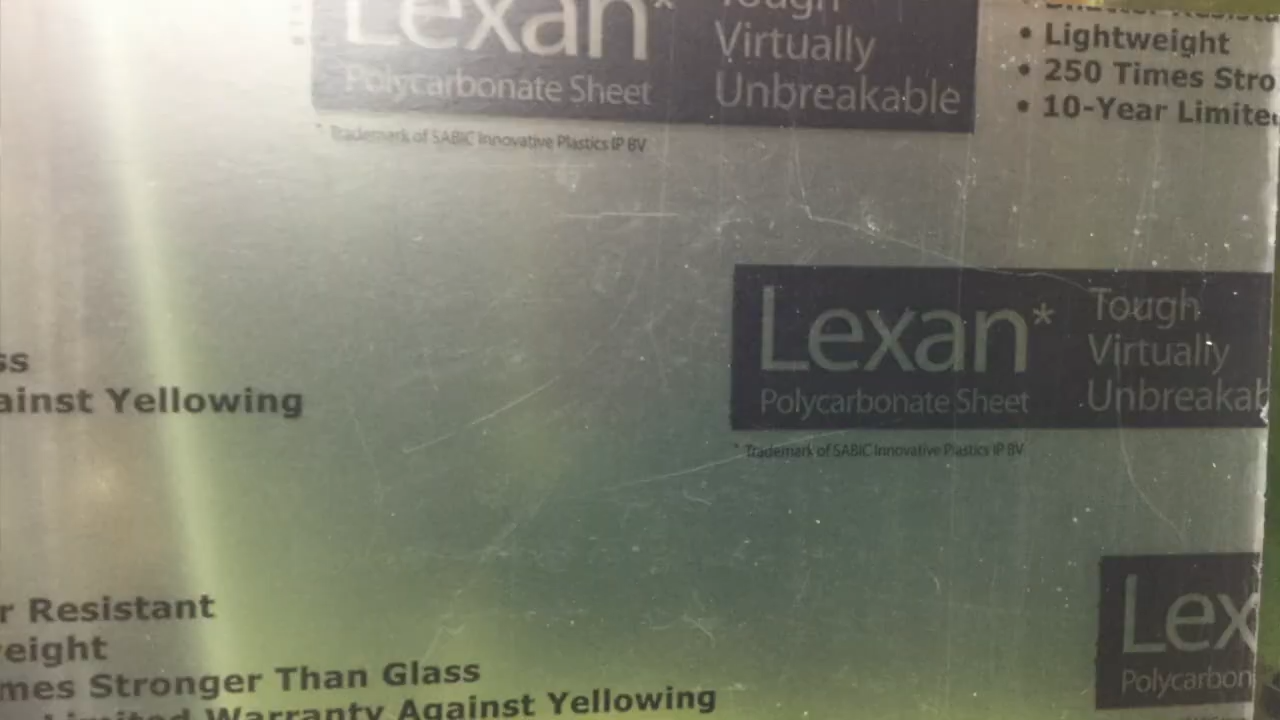 Lexan*
Polycarbonate Sheet
Tough
Virtually
Unbreakable
* Trademark of SABIC Innovative Plastics IP BV
• Lightweight
• 250 Times Stro
• 10-Year Limite
ss
ainst Yellowing
Lexan*
Polycarbonate Sheet
Tough
Virtually
Unbreakab
* Trademark of SABIC Innovative Plastics IP BV
r Resistant
eight
mes Stronger Than Glass
Limited Warranty Against Yellowing
Lex
Polycarbon